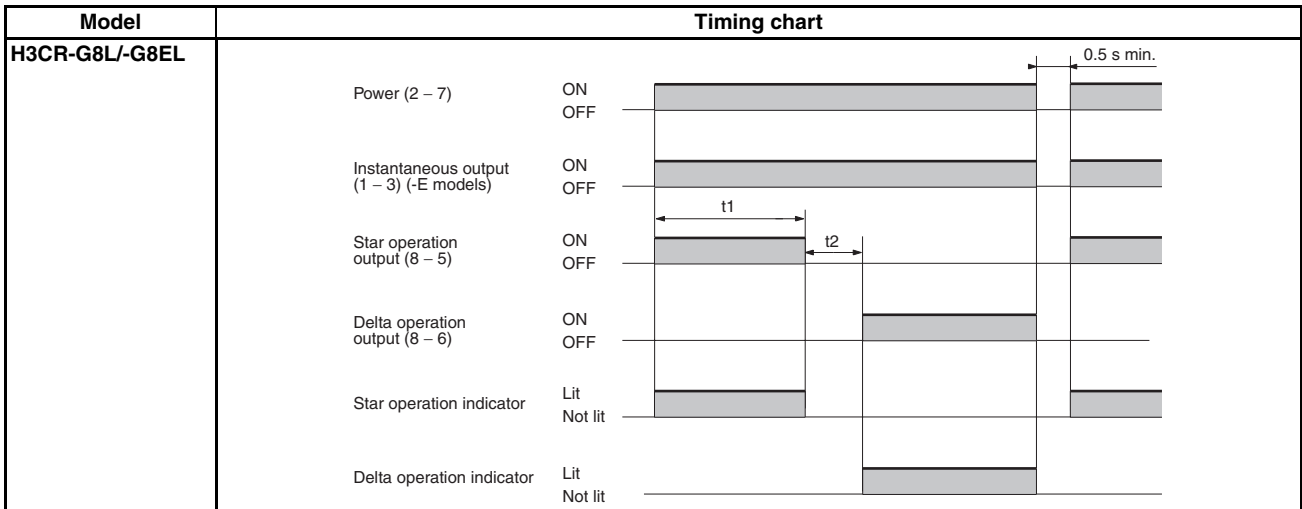 Model Timing chart
H3CR-G8L/-G8EL
0.5 s min.
Power (2 – 7) ON
OFF
Instantaneous output
(1 – 3) (-E models)
ON
OFF
t1
Star operation
output (8 – 5)
ON
OFF
t2
Delta operation
output (8 – 6)
ON
OFF
Star operation indicator Lit
Not lit
Delta operation indicator Lit
Not lit